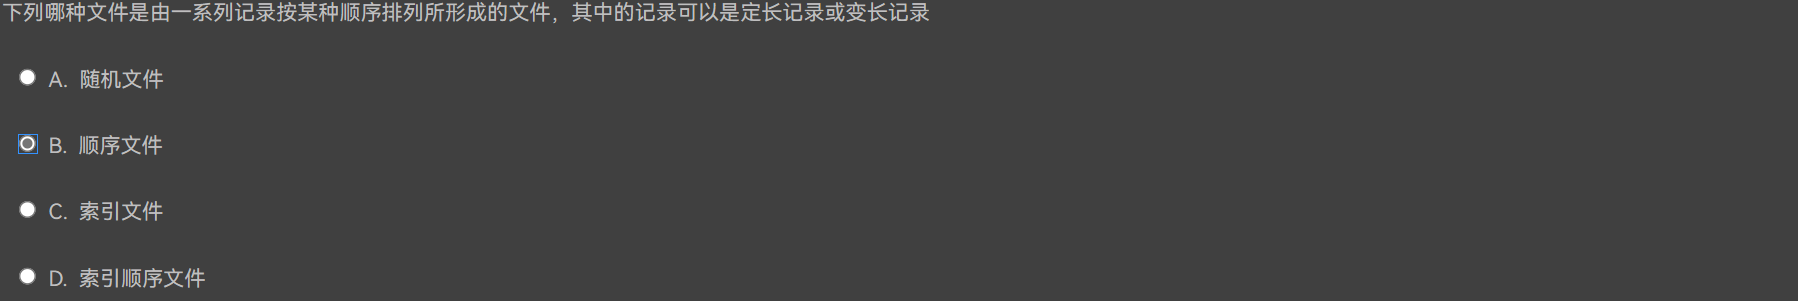 下列哪种文件是由一系列记录按某种顺序排列所形成的文件，其中的记录可以是定长记录或变长记录
A. 随机文件
B. 顺序文件
C. 索引文件
D. 索引顺序文件